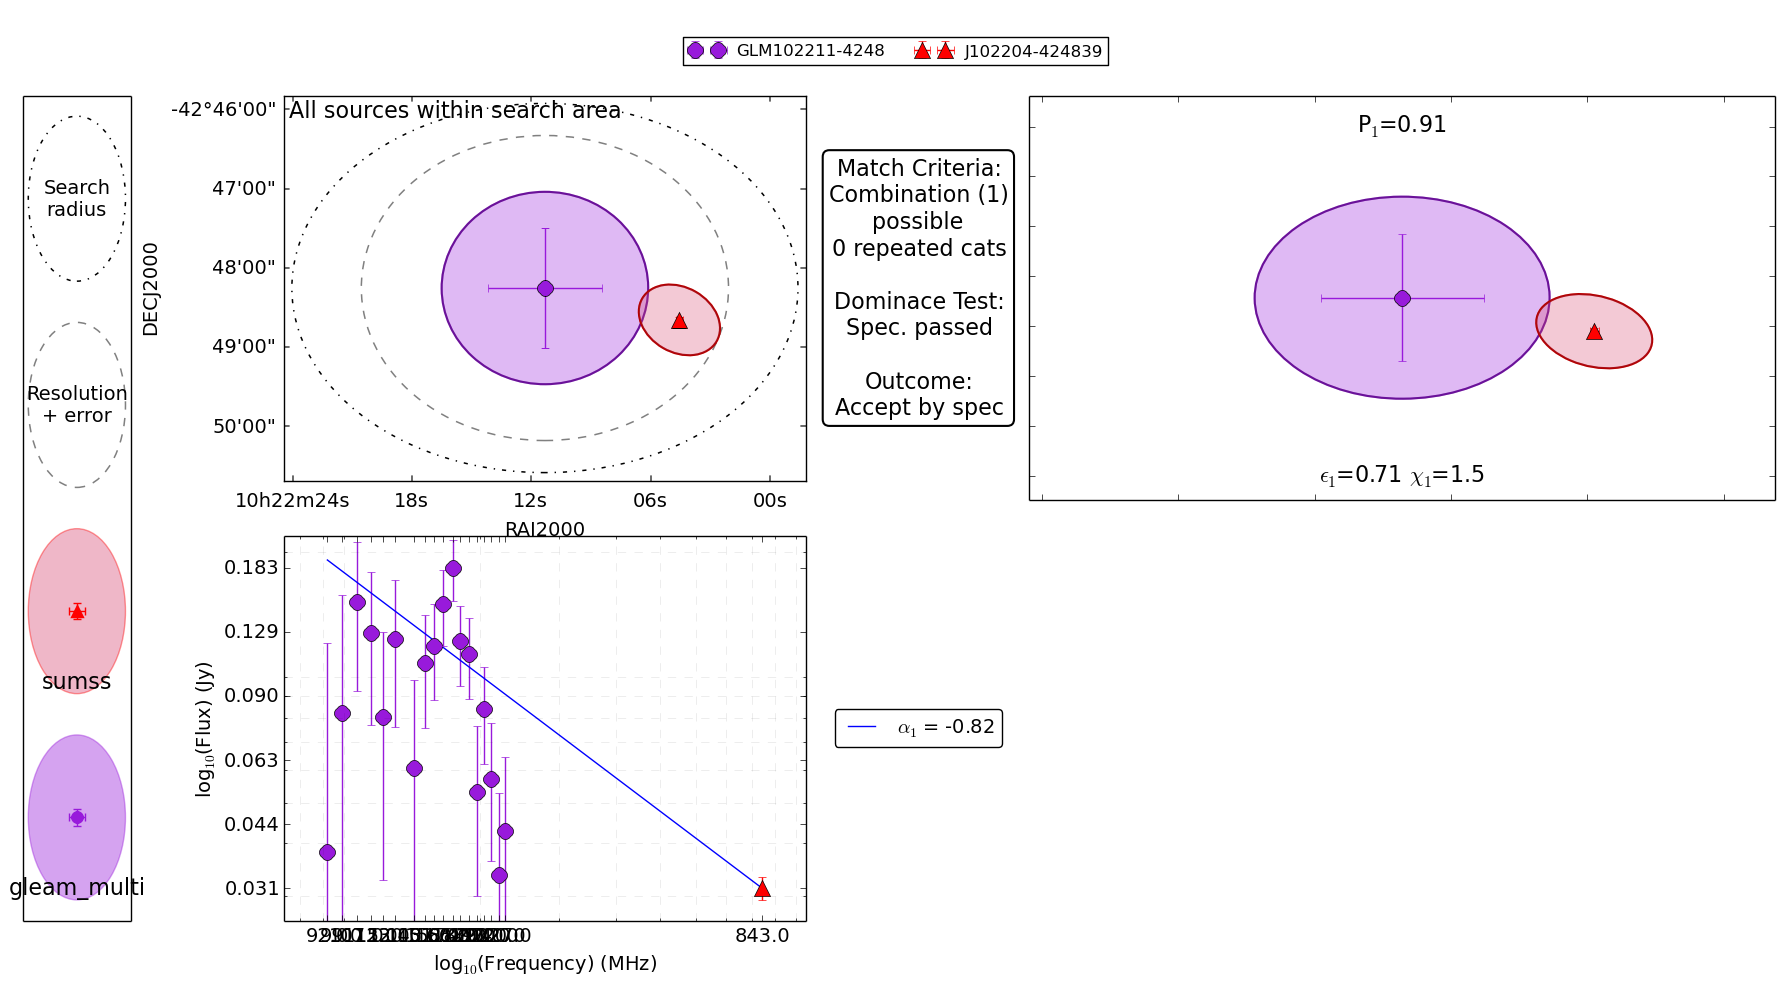 GLM102211-4248
J102204-424839
Search
radius
Resolution
+ error
sumss
gleam_multi
All sources within search area
-42°46'00"
47'00"
48'00"
49'00"
50'00"
DECJ2000
10h22m24s
18s
12s
06s
00s
RAJ2000
Match Criteria:
Combination (1)
possible
0 repeated cats
Dominace Test:
Spec. passed
Outcome:
Accept by spec
P₁=0.91
ϵ₁=0.71 χ₁=1.5
0.183
0.129
0.090
0.063
0.044
0.031
log₁₀(Flux) (Jy)
843.0
log₁₀(Frequency) (MHz)
α₁ = -0.82